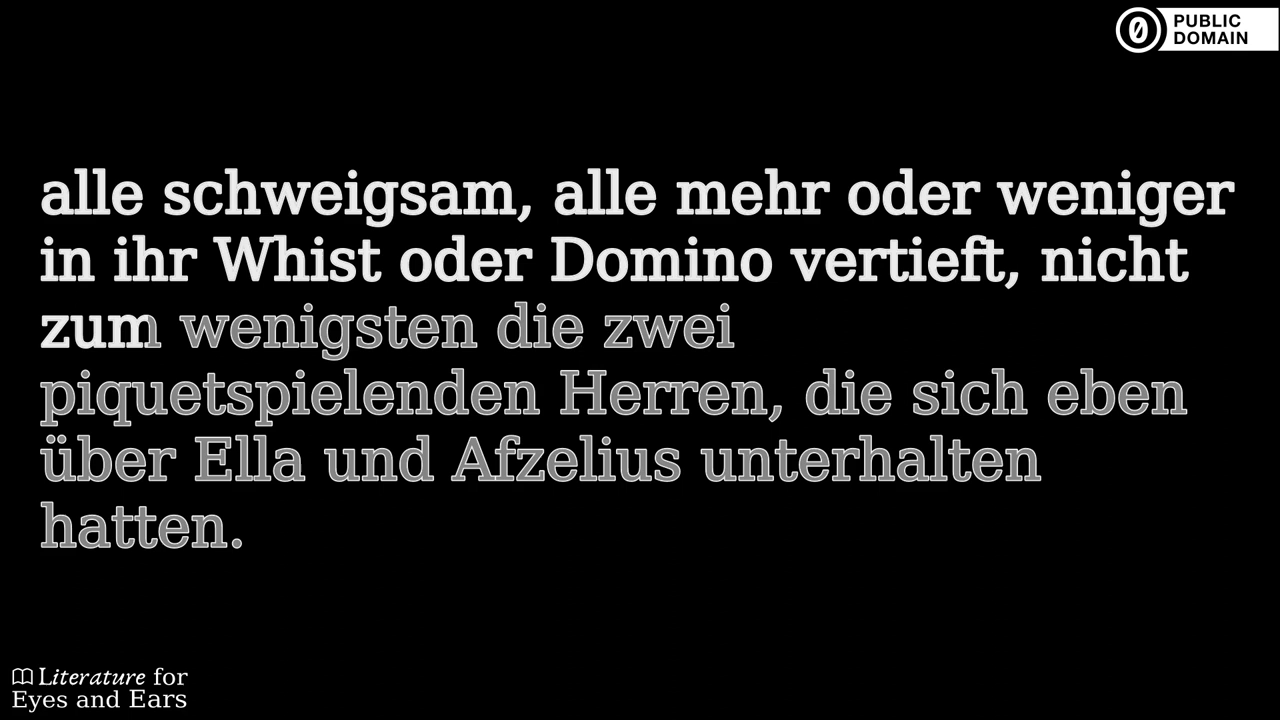 PUBLIC
DOMAIN
alle schweigsam, alle mehr oder weniger
in ihr Whist oder Domino vertieft, nicht
zum wenigsten die zwei
piquetspielenden Herren, die sich eben
über Ella und Afzelius unterhalten
hatten.
Literature for
Eyes and Ears